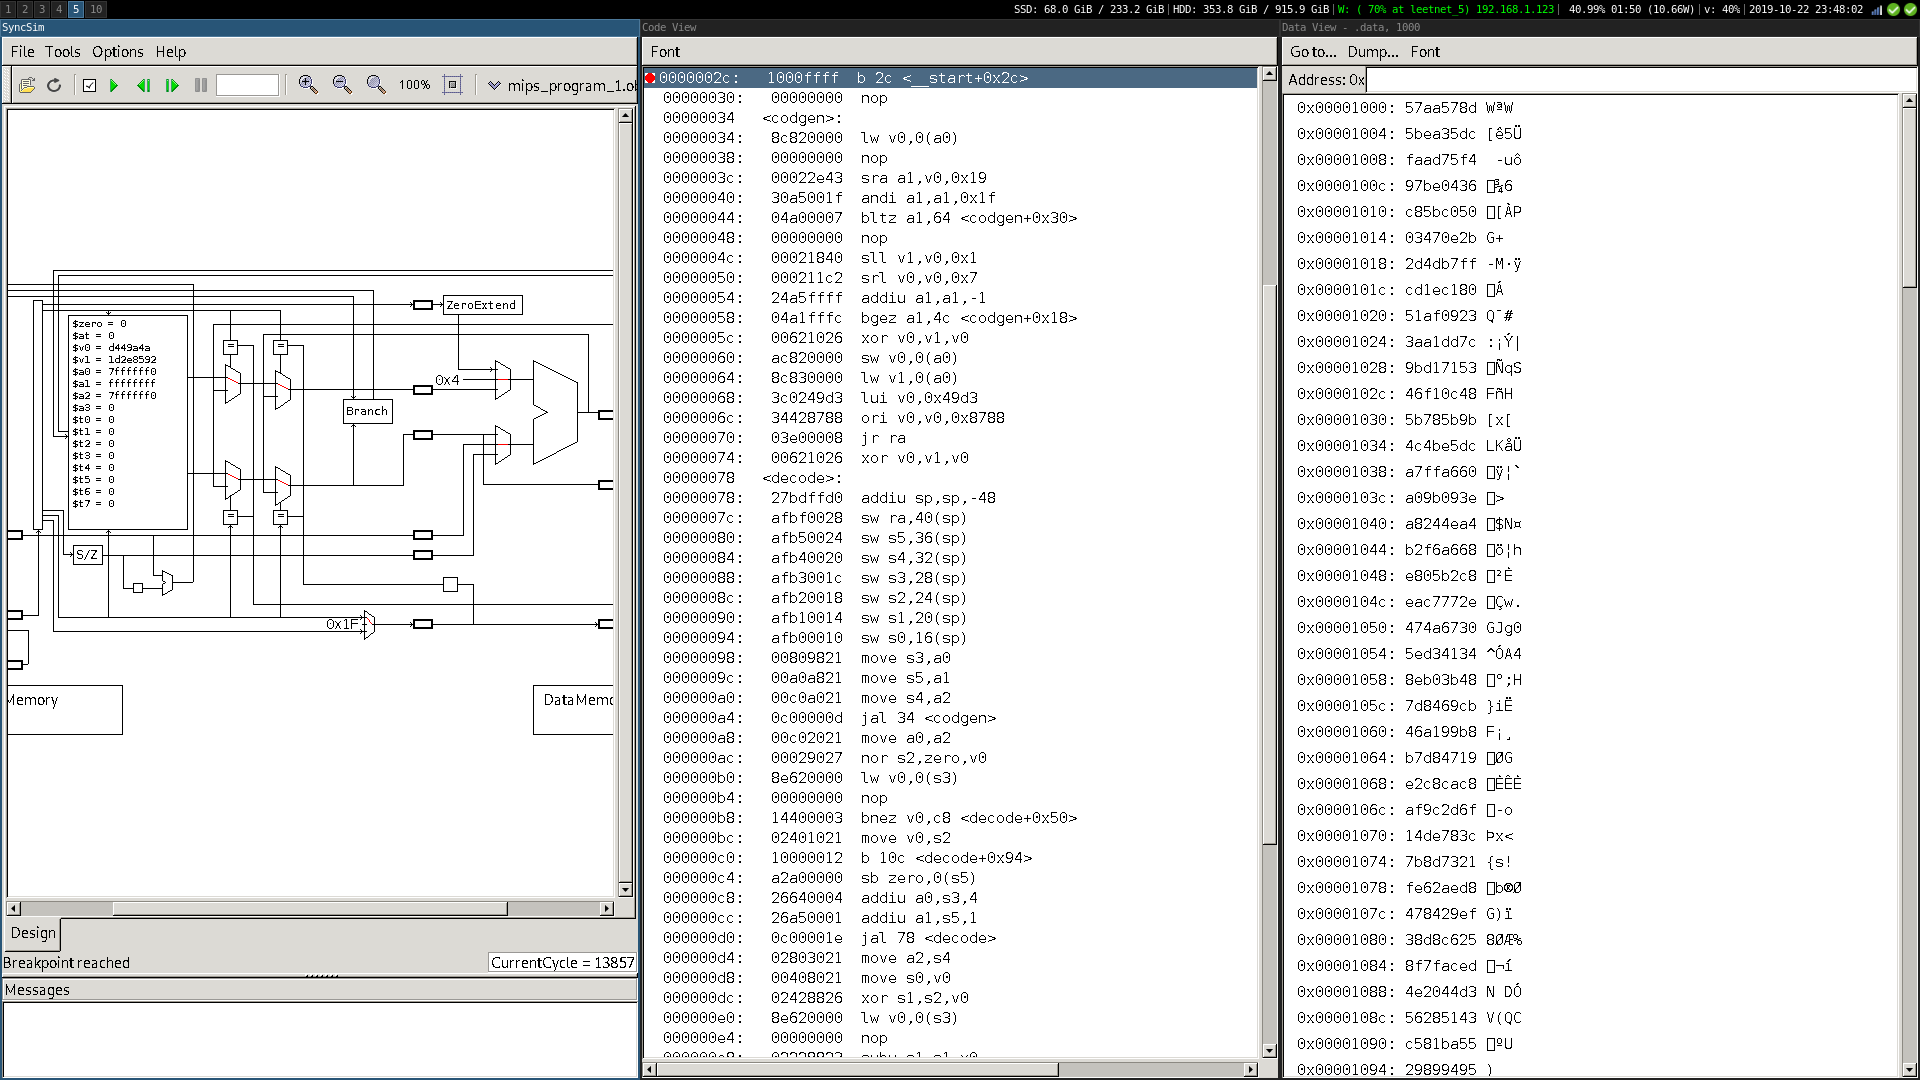 1 2 3 4 5 10
SSD: 68.0 GiB / 233.2 GiB|HDD: 353.8 GiB / 915.9 GiB|W: ( 70% at leetnet_5) 192.168.1.123| 40.99% 01:50 (10.66W)|v: 40%|2019-10-22 23:48:02
SyncSim
File Tools Options Help
100% mips_program_1.ob
ZeroExtend
$zero = 0
$at = 0
$v0 = d449a4a
$v1 = 1d2e8592
$a0 = 7ffffff0
$a1 = ffffffff
$a2 = 7ffffff0
$a3 = 0
$t0 = 0
$t1 = 0
$t2 = 0
$t3 = 0
$t4 = 0
$t5 = 0
$t6 = 0
$t7 = 0
=
=
0x4
Branch
=
=
S/Z
0x1F
Memory
DataMemo
Design
Breakpoint reached
CurrentCycle = 13857
Messages
Code View
Font
0000002c: 1000ffff b 2c <__start+0x2c>
00000030: 00000000 nop
00000034 <codgen>:
00000034: 8c820000 lw v0,0(a0)
00000038: 00000000 nop
0000003c: 00022e43 sra a1,v0,0x19
00000040: 30a5001f andi a1,a1,0x1f
00000044: 04a00007 bltz a1,64 <codgen+0x30>
00000048: 00000000 nop
0000004c: 00021840 sll v1,v0,0x1
00000050: 000211c2 srl v0,v0,0x7
00000054: 24a5ffff addiu a1,a1,-1
00000058: 04a1fffc bgez a1,4c <codgen+0x18>
0000005c: 00621026 xor v0,v1,v0
00000060: ac820000 sw v0,0(a0)
00000064: 8c830000 lw v1,0(a0)
00000068: 3c0249d3 lui v0,0x49d3
0000006c: 34428788 ori v0,v0,0x8788
00000070: 03e00008 jr ra
00000074: 00621026 xor v0,v1,v0
00000078 <decode>:
00000078: 27bdffd0 addiu sp,sp,-48
0000007c: afbf0028 sw ra,40(sp)
00000080: afb50024 sw s5,36(sp)
00000084: afb40020 sw s4,32(sp)
00000088: afb3001c sw s3,28(sp)
0000008c: afb20018 sw s2,24(sp)
00000090: afb10014 sw s1,20(sp)
00000094: afb00010 sw s0,16(sp)
00000098: 00809821 move s3,a0
0000009c: 00a0a821 move s5,a1
000000a0: 00c0a021 move s4,a2
000000a4: 0c00000d jal 34 <codgen>
000000a8: 00c02021 move a0,a2
000000ac: 00029027 nor s2,zero,v0
000000b0: 8e620000 lw v0,0(s3)
000000b4: 00000000 nop
000000b8: 14400003 bnez v0,c8 <decode+0x50>
000000bc: 02401021 move v0,s2
000000c0: 10000012 b 10c <decode+0x94>
000000c4: a2a00000 sb zero,0(s5)
000000c8: 26640004 addiu a0,s3,4
000000cc: 26a50001 addiu a1,s5,1
000000d0: 0c00001e jal 78 <decode>
000000d4: 02803021 move a2,s4
000000d8: 00408021 move s0,v0
000000dc: 02428826 xor s1,s2,v0
000000e0: 8e620000 lw v0,0(s3)
000000e4: 00000000 nop
Data View - .data, 1000
Go to... Dump... Font
Address: 0x
0x00001000: 57aa578d WªW
0x00001004: 5bea35dc [ê5Ü
0x00001008: faad75f4 -uô
0x0000100c: 97be0436 ¾6
0x00001010: c85bc050 [ÀP
0x00001014: 03470e2b G+
0x00001018: 2d4db7ff -M·ÿ
0x0000101c: cd1ec180 Á
0x00001020: 51af0923 Q¯#
0x00001024: 3aa1dd7c :¡Ý|
0x00001028: 9bd17153 ÑqS
0x0000102c: 46f10c48 FñH
0x00001030: 5b785b9b [x[
0x00001034: 4c4be5dc LKåÜ
0x00001038: a7ffa660 ÿ¦`
0x0000103c: a09b093e >
0x00001040: a8244ea4 $N¤
0x00001044: b2f6a668 ö¦h
0x00001048: e805b2c8 ²È
0x0000104c: eac7772e Çw.
0x00001050: 474a6730 GJg0
0x00001054: 5ed34134 ^ÓA4
0x00001058: 8eb03b48 °;H
0x0000105c: 7d8469cb }iË
0x00001060: 46a199b8 F¡¸
0x00001064: b7d84719 ØG
0x00001068: e2c8cac8 ÈÊÈ
0x0000106c: af9c2d6f -o
0x00001070: 14de783c Þx<
0x00001074: 7b8d7321 {s!
0x00001078: fe62aed8 b®Ø
0x0000107c: 478429ef G)ï
0x00001080: 38d8c625 8ØÆ%
0x00001084: 8f7faced ¬í
0x00001088: 4e2044d3 N DÓ
0x0000108c: 56285143 V(QC
0x00001090: c581ba55 ºU
0x00001094: 29899495 )